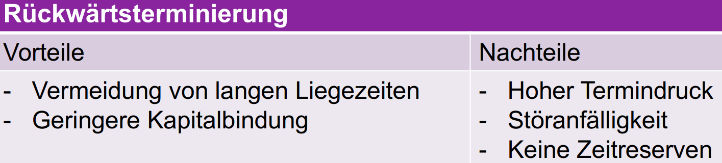 Rückwärtsterminierung
Vorteile
Nachteile
- Vermeidung von langen Liegezeiten
- Geringere Kapitalbindung
- Hoher Termindruck
- Störanfälligkeit
- Keine Zeitreserven